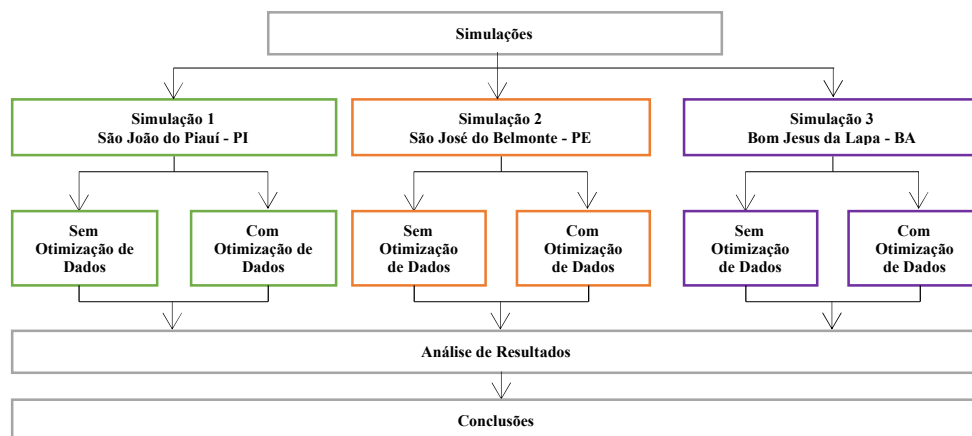 Simulações
Simulação 1
São João do Piauí - PI
Simulação 2
São José do Belmonte - PE
Simulação 3
Bom Jesus da Lapa - BA
Sem
Otimização de
Dados
Com
Otimização de
Dados
Sem
Otimização
de Dados
Com
Otimização
de Dados
Sem
Otimização
de Dados
Com
Otimização
de Dados
Análise de Resultados
Conclusões